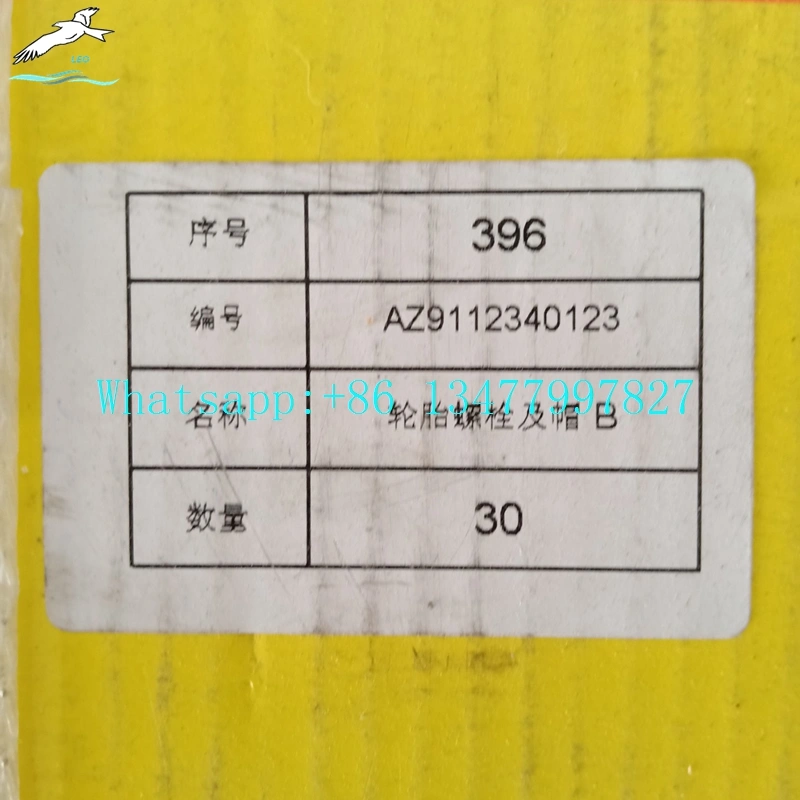 LEO
序号 396
编号 AZ9112340123
Whatsapp:+86 13477997827
名称 轮胎螺栓及帽 B
数量 30